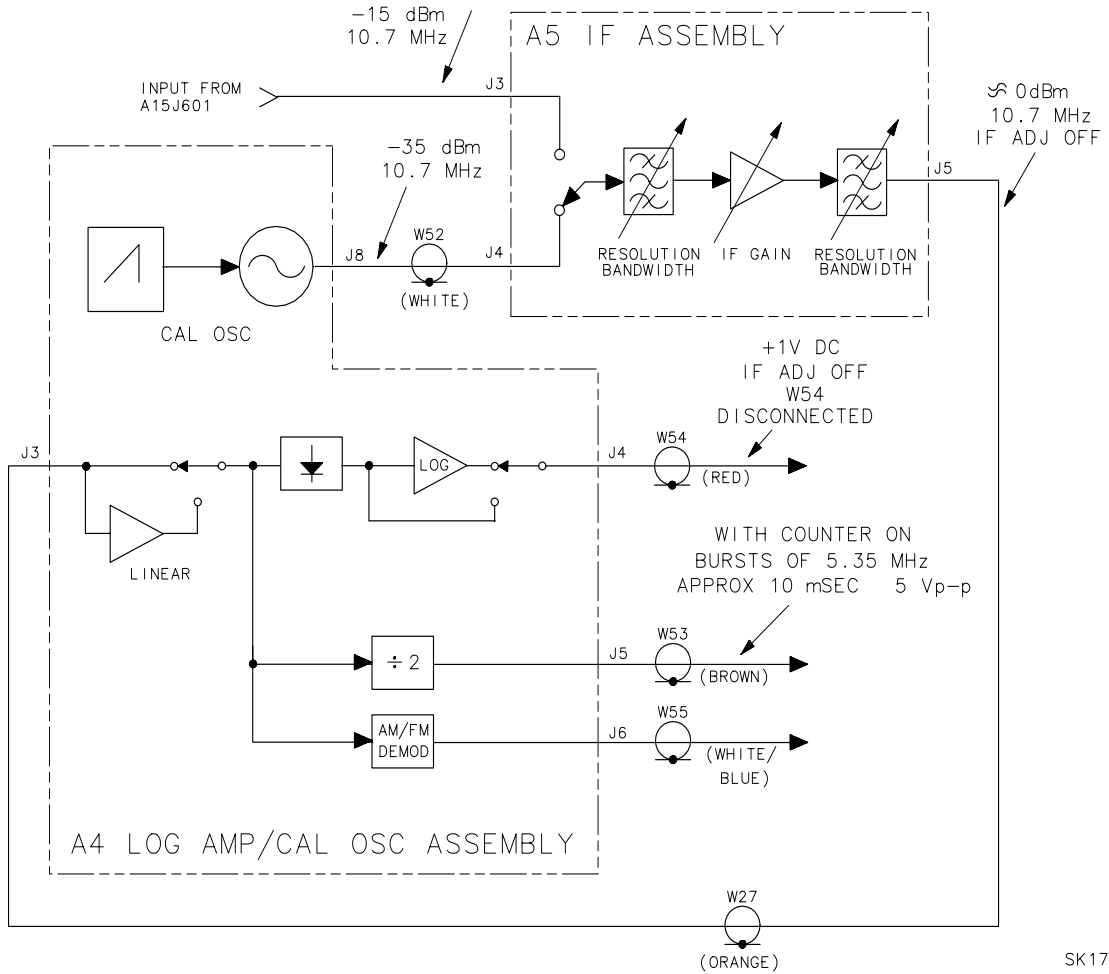 -15 dBm
10.7 MHz
A5 IF ASSEMBLY
J3
INPUT FROM
A15J601
≈ 0dBm
10.7 MHz
IF ADJ OFF
-35 dBm
10.7 MHz
J5
W52
J8
J4
(WHITE)
RESOLUTION
BANDWIDTH
IF GAIN
RESOLUTION
BANDWIDTH
CAL OSC
+1V DC
IF ADJ OFF
W54
DISCONNECTED
J3
LOG
J4
W54
(RED)
LINEAR
WITH COUNTER ON
BURSTS OF 5.35 MHz
APPROX 10 mSEC 5 Vp-p
÷ 2
J5
W53
(BROWN)
AM/FM
DEMOD
J6
W55
(WHITE/
BLUE)
A4 LOG AMP/CAL OSC ASSEMBLY
W27
(ORANGE)
SK17